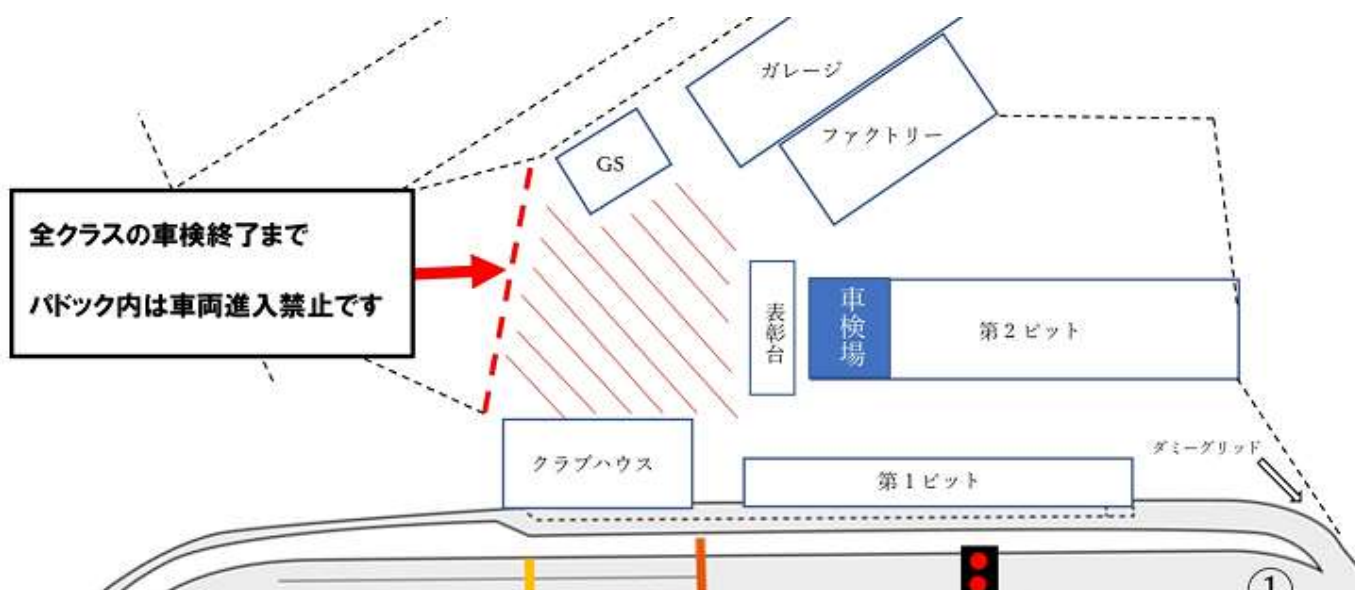 ガレージ
ファクトリー
GS
全クラスの車検終了まで
パドック内は車両進入禁止です
表彰台
車検場
第2ピット
クラブハウス
第1ピット
ダミーグリッド
①